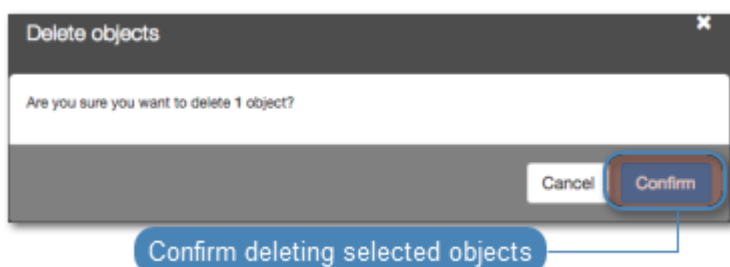 Delete objects
Are you sure you want to delete 1 object?
Cancel Confirm
Confirm deleting selected objects